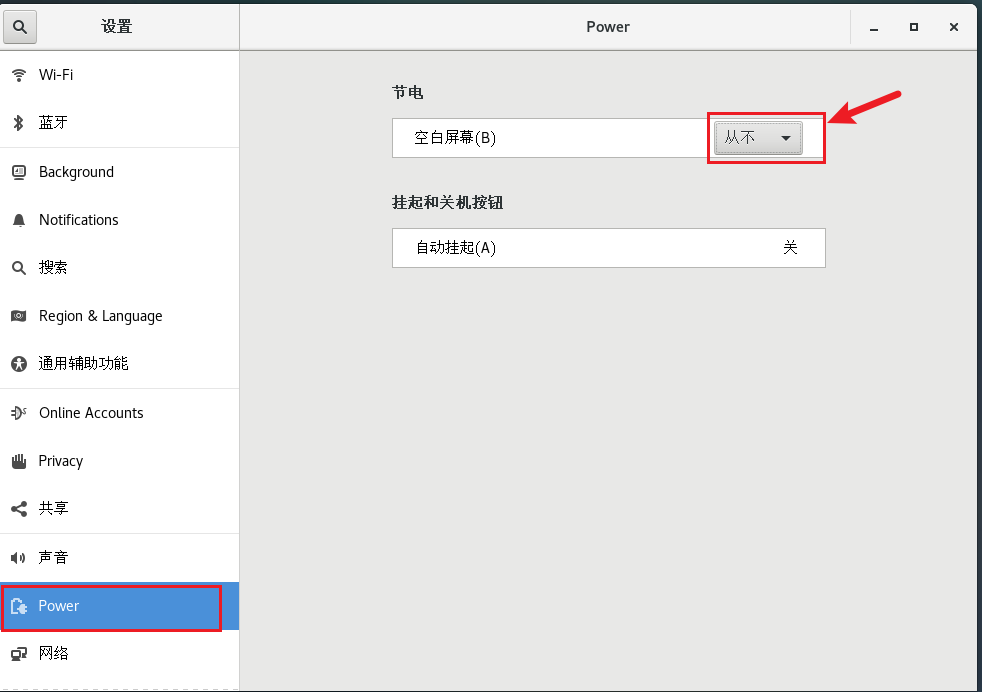 设置
Power
Wi-Fi
蓝牙
Background
Notifications
搜索
Region & Language
通用辅助功能
Online Accounts
Privacy
共享
声音
Power
网络
节电
空白屏幕(B)
从不
挂起和关机按钮
自动挂起(A)
关